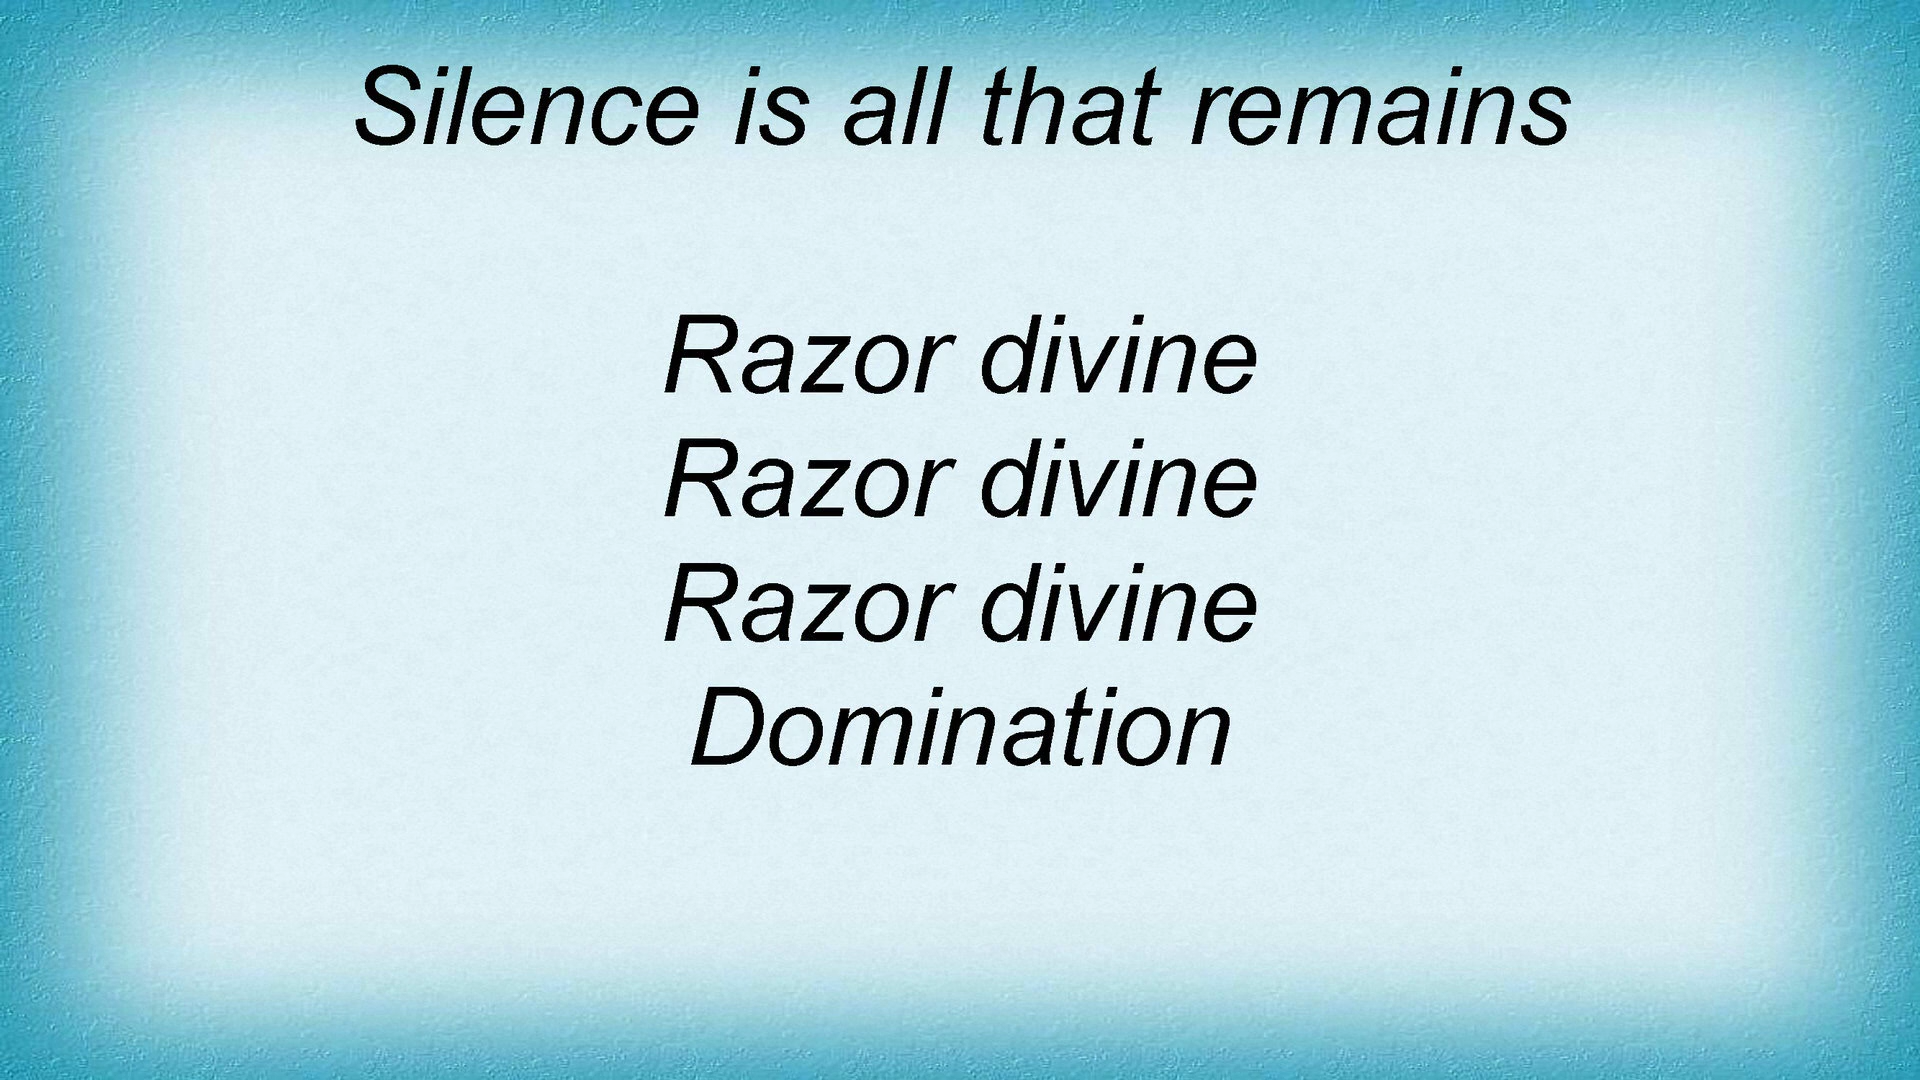 Silence is all that remains
Razor divine
Razor divine
Razor divine
Domination